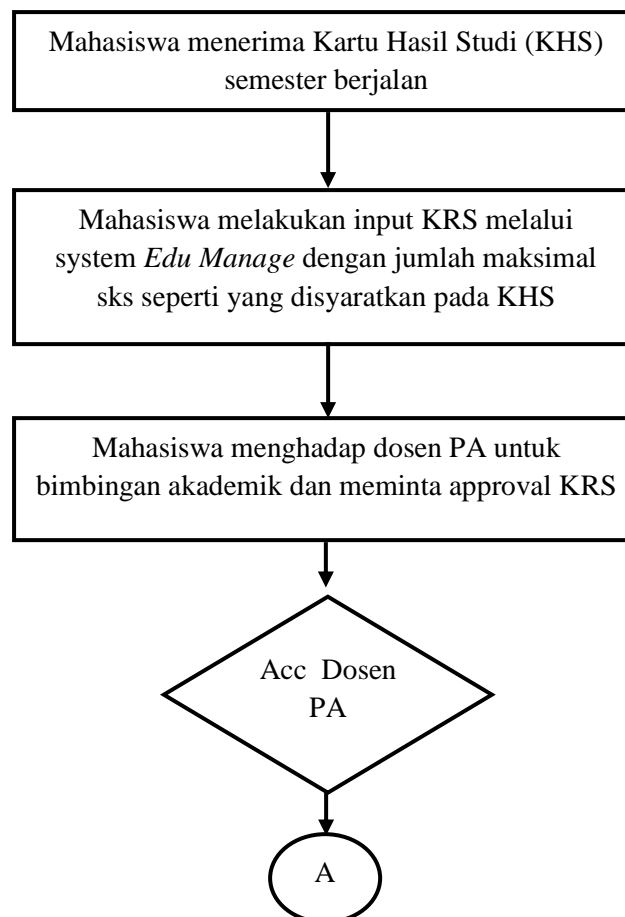 Mahasiswa menerima Kartu Hasil Studi (KHS)
semester berjalan
Mahasiswa melakukan input KRS melalui
system Edu Manage dengan jumlah maksimal
sks seperti yang disyaratkan pada KHS
Mahasiswa menghadap dosen PA untuk
bimbingan akademik dan meminta approval KRS
Acc Dosen
PA
A